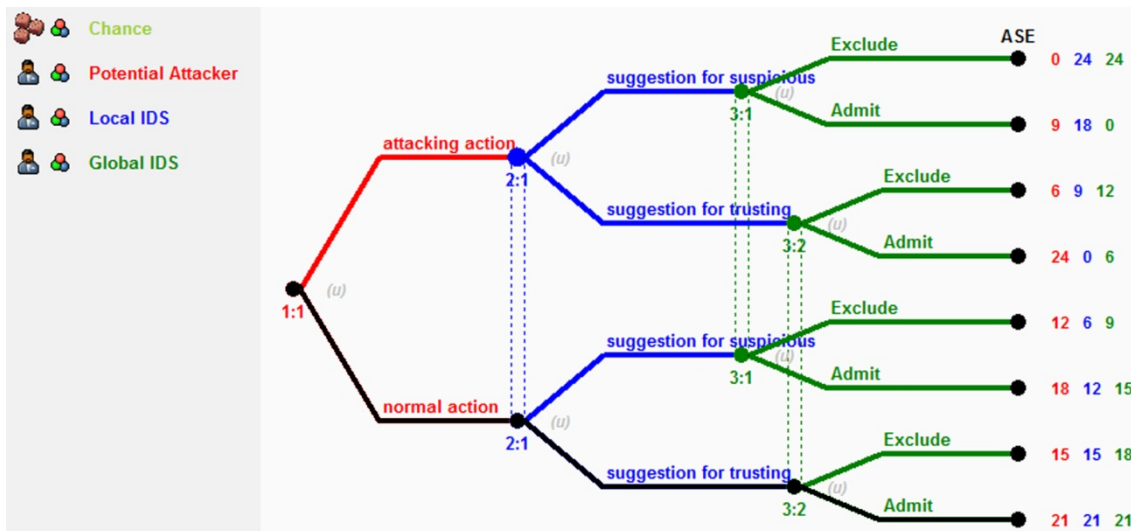 Chance
Potential Attacker
Local IDS
Global IDS
ASE
Exclude
0 24 24
suggestion for suspicious
(u)
3:1
Admit
9 18 0
attacking action
(u)
2:1
Exclude
6 9 12
suggestion for trusting
(u)
3:2
Admit
24 0 6
(u)
1:1
Exclude
12 6 9
suggestion for suspicious
(u)
3:1
Admit
18 12 15
normal action
(u)
2:1
Exclude
15 15 18
suggestion for trusting
(u)
3:2
Admit
21 21 21